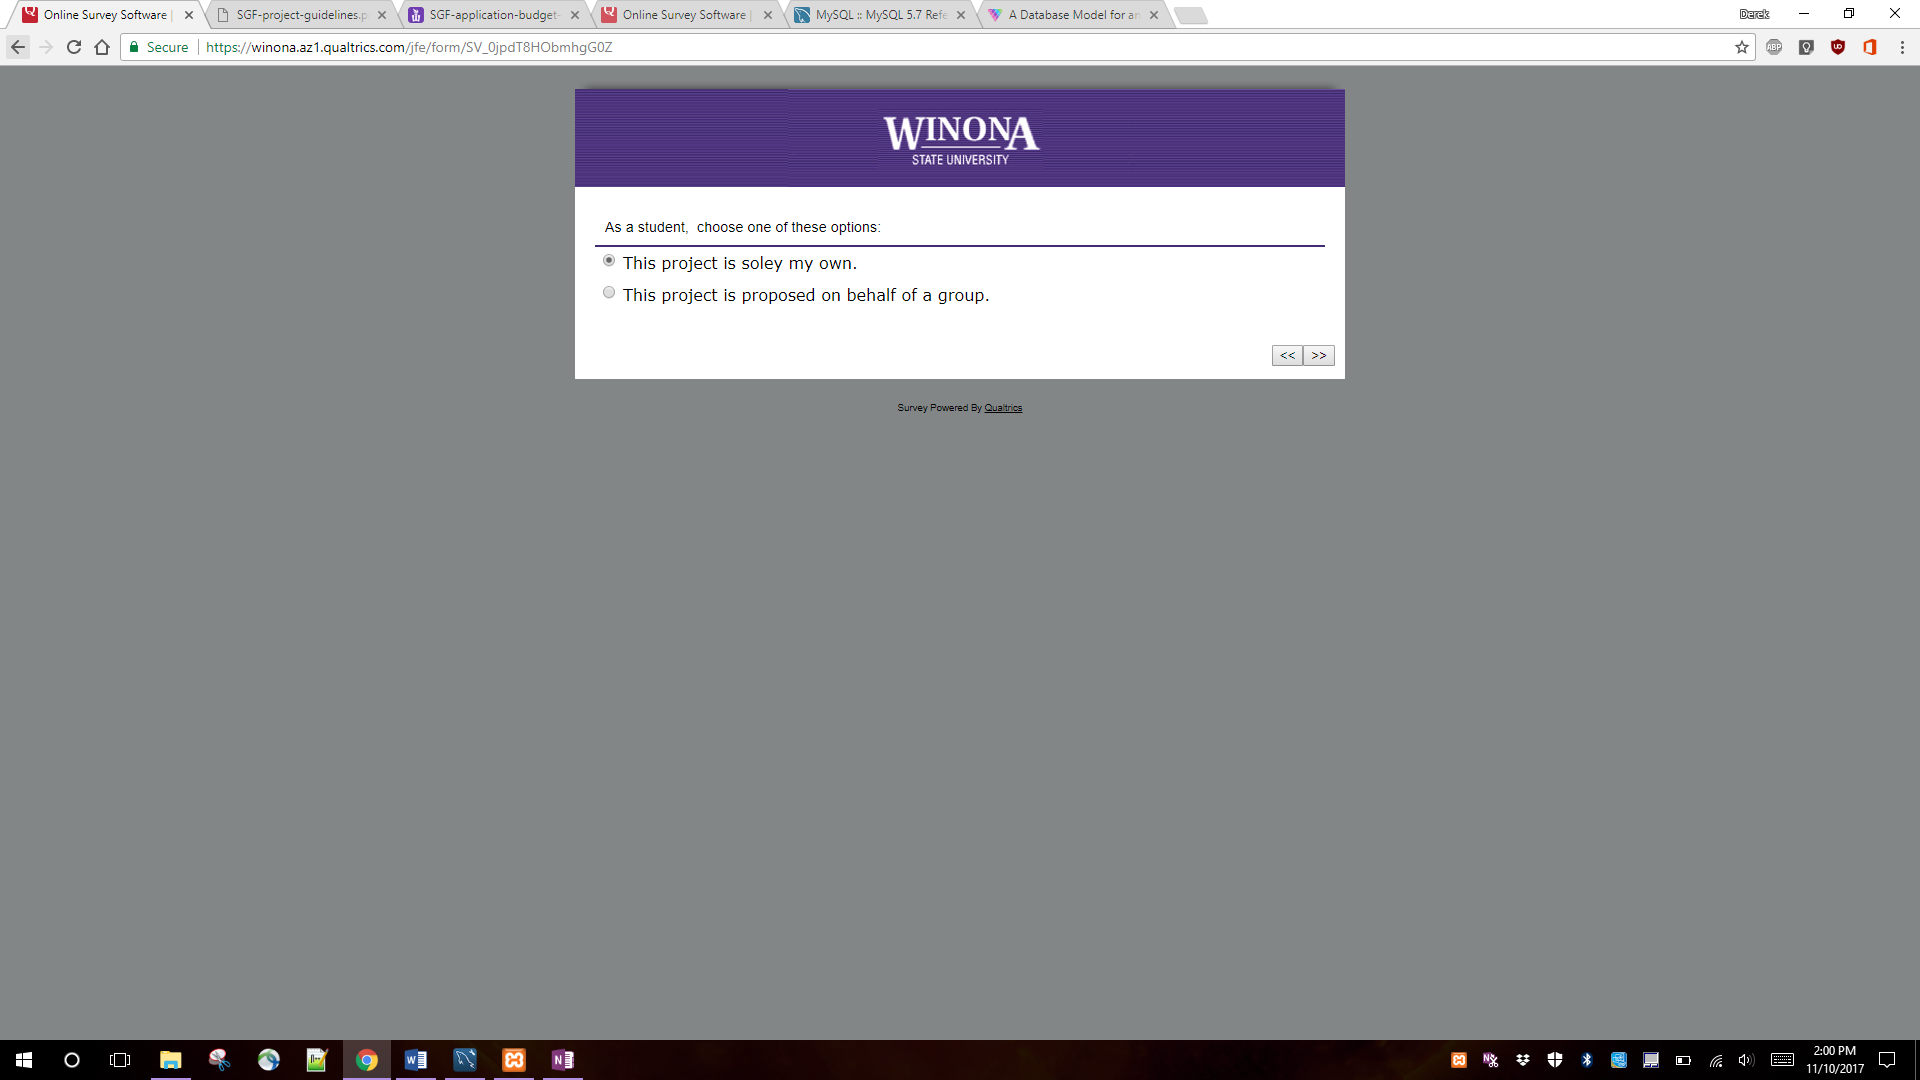 Online Survey Software |
SGF-project-guidelines.p
SGF-application-budget-
Online Survey Software |
MySQL :: MySQL 5.7 Refe
A Database Model for an
Derek
Secure
https://winona.az1.qualtrics.com/jfe/form/SV_0jpdT8HObmhgG0Z
ABP
WINONA
STATE UNIVERSITY
As a student,  choose one of these options:
This project is soley my own.
This project is proposed on behalf of a group.
<< >>
Survey Powered By Qualtrics
2:00 PM
11/10/2017